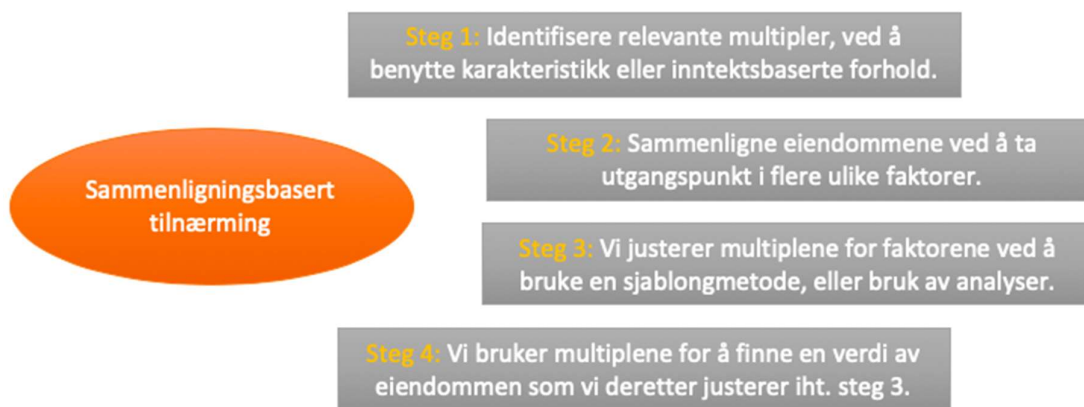 Steg 1: Identifisere relevante multipler, ved å
benytte karakteristikk eller inntektsbaserte forhold.
Steg 2: Sammenligne eiendommene ved å ta
utgangspunkt i flere ulike faktorer.
Sammenligningsbasert
tilnærming
Steg 3: Vi justerer multiplene for faktorene ved å
bruke en sjablongmetode, eller bruk av analyser.
Steg 4: Vi bruker multiplene for å finne en verdi av
eiendommen som vi deretter justerer iht. steg 3.